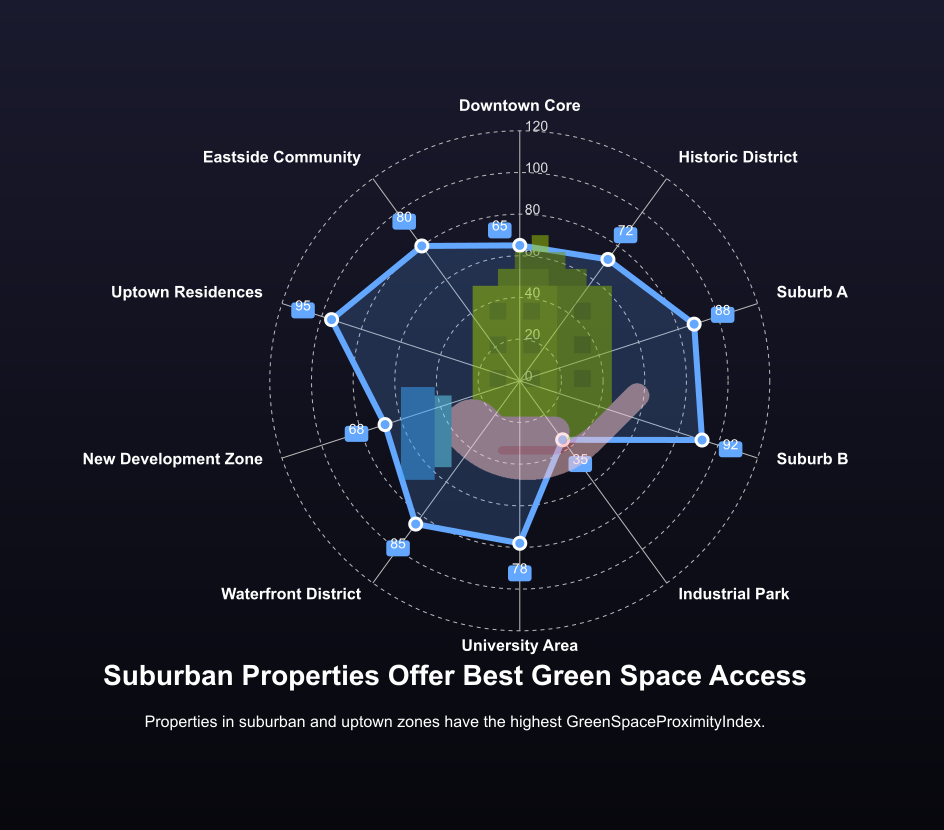 Downtown Core
120
Eastside Community
Historic District
100
80
80
65
72
60
Uptown Residences
Suburb A
40
95
88
20
0
68
92
New Development Zone
Suburb B
35
85
78
Waterfront District
Industrial Park
University Area
Suburban Properties Offer Best Green Space Access
Properties in suburban and uptown zones have the highest GreenSpaceProximityIndex.